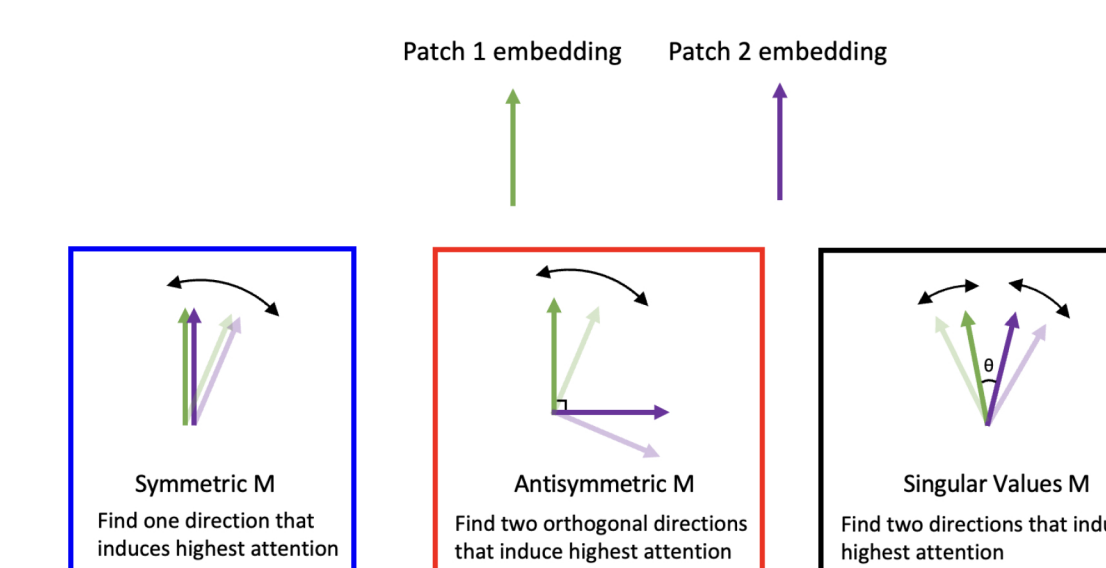 Patch 1 embedding
Patch 2 embedding
θ
Symmetric M
Find one direction that
induces highest attention
Antisymmetric M
Find two orthogonal directions
that induce highest attention
Singular Values M
Find two directions that
highest attention